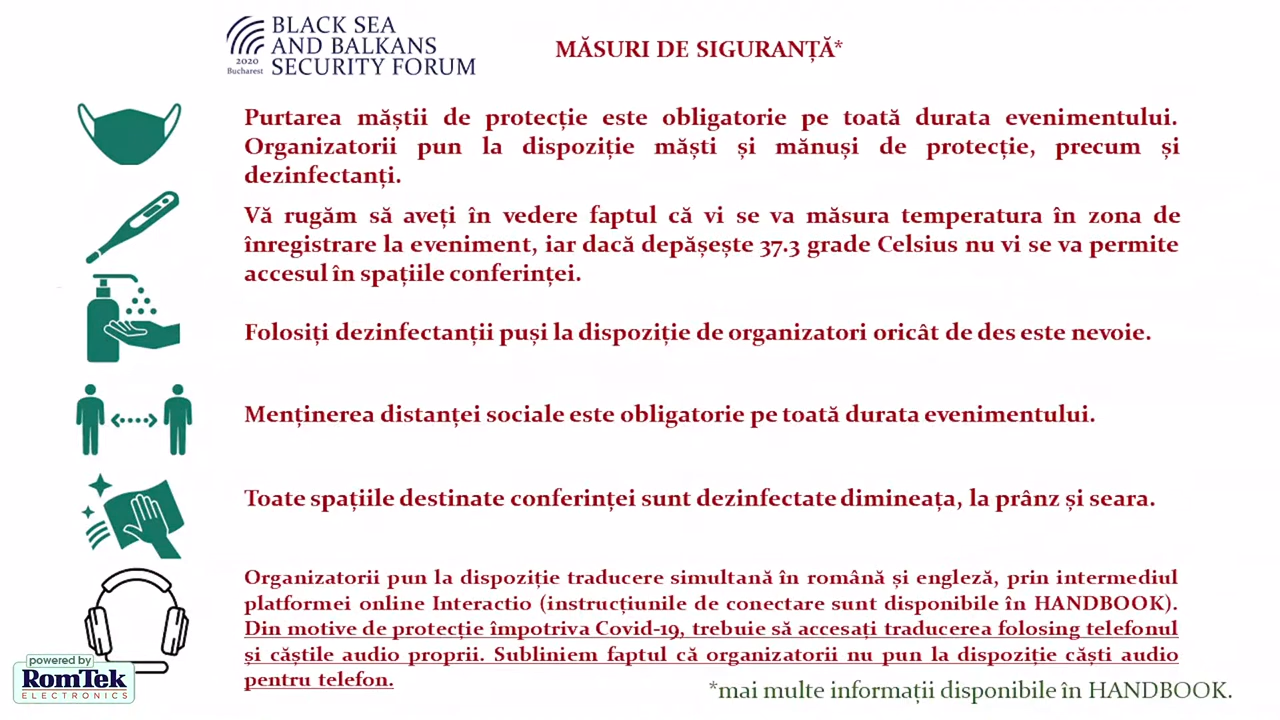 BLACK SEA
AND BALKANS
SECURITY FORUM
2020
Bucharest
MĂSURI DE SIGURANȚĂ*
Purtarea măștii de protecție este obligatorie pe toată durata evenimentului.
Organizatorii pun la dispoziție măști și mănuși de protecție, precum și
dezinfectanți.
Vă rugăm să aveți în vedere faptul că vi se va măsura temperatura în zona de
înregistrare la eveniment, iar dacă depășește 37.3 grade Celsius nu vi se va permite
accesul în spațiile conferinței.
Folosiți dezinfectanții puși la dispoziție de organizatori oricât de des este nevoie.
Menținerea distanței sociale este obligatorie pe toată durata evenimentului.
Toate spațiile destinate conferinței sunt dezinfectate dimineața, la prânz și seara.
Organizatorii pun la dispoziție traducere simultană în română și engleză, prin intermediul
platformei online Interactio (instrucțiunile de conectare sunt disponibile în HANDBOOK).
Din motive de protecție împotriva Covid-19, trebuie să accesați traducerea folosing telefonul
și căștile audio proprii. Subliniem faptul că organizatorii nu pun la dispoziție căști audio
pentru telefon.
powered by
RomTek
ELECTRONICS
*mai multe informații disponibile în HANDBOOK.